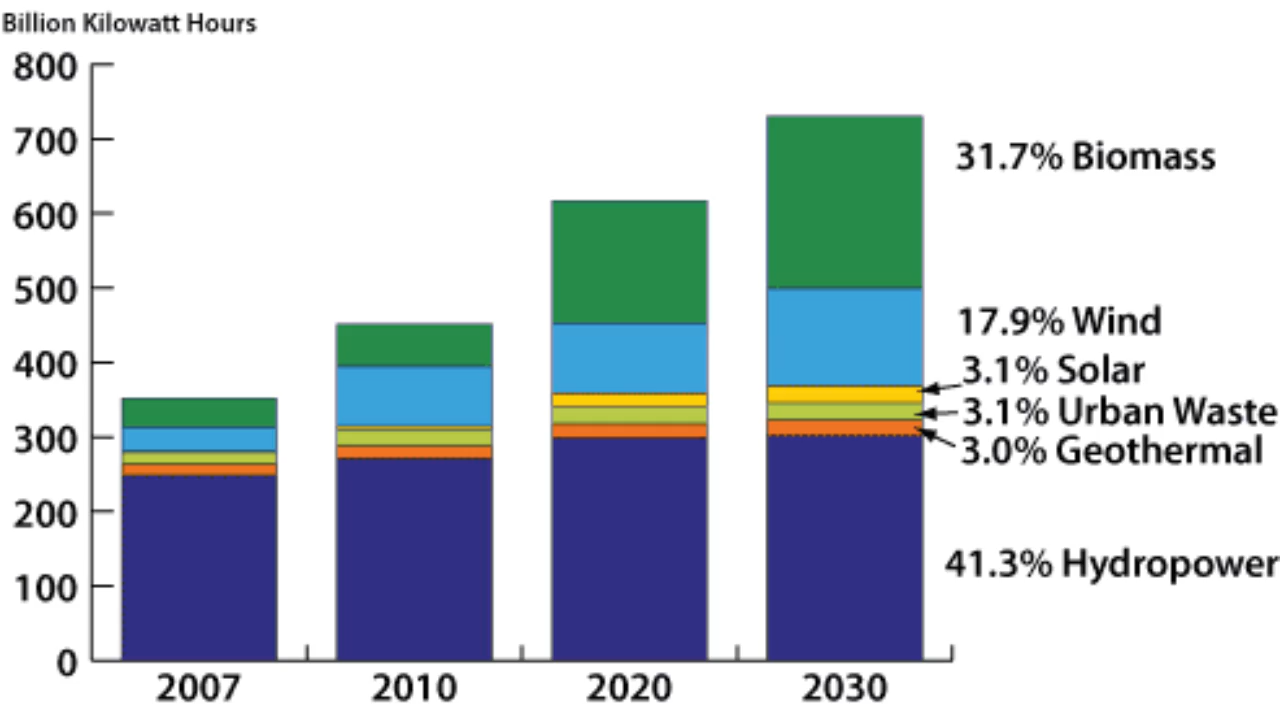 Billion Kilowatt Hours
800
700
600
500
400
300
200
100
0
31.7% Biomass
17.9% Wind
3.1% Solar
3.1% Urban Waste
3.0% Geothermal
41.3% Hydropower
2007 2010 2020 2030